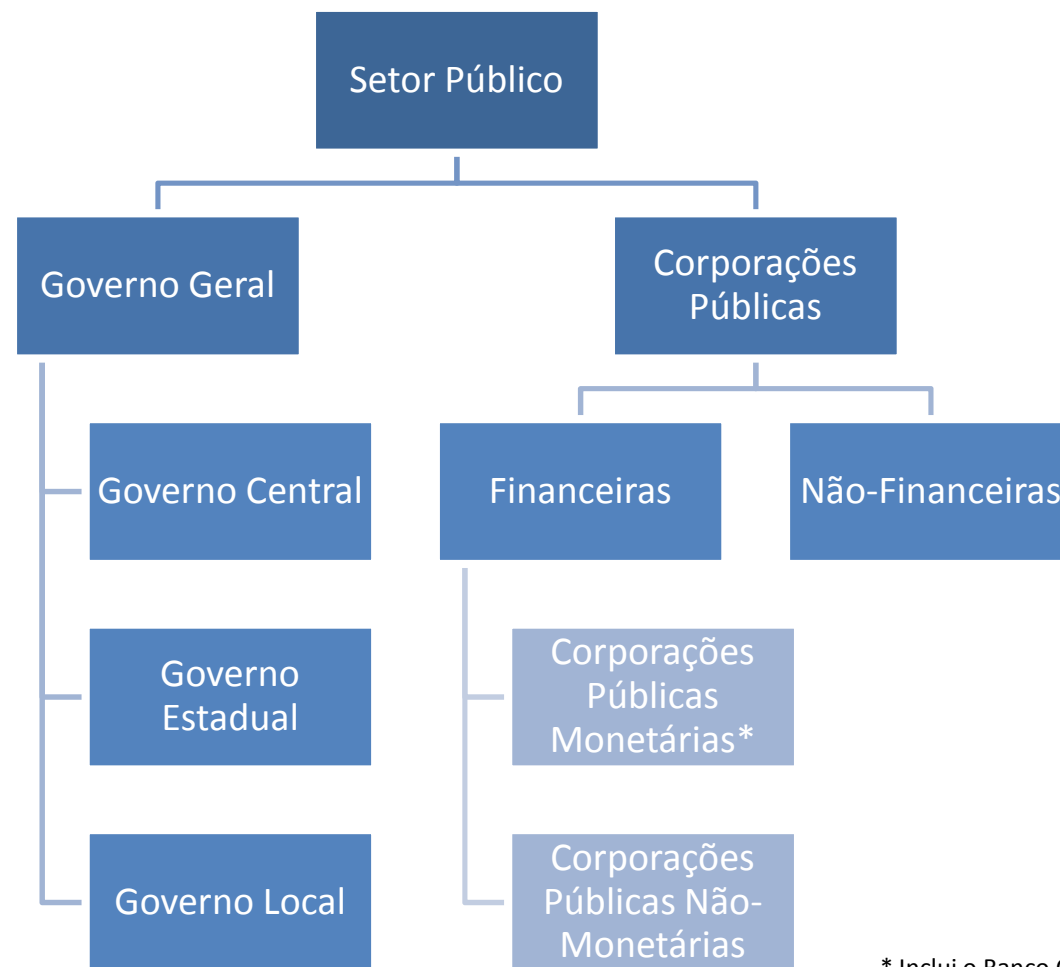 Setor Público
Governo Geral
Corporações
Públicas
Governo Central
Financeiras
Não-Financeiras
Governo
Estadual
Corporações
Públicas
Monetárias*
Governo Local
Corporações
Públicas Não-
Monetárias
* Inclui o Banco